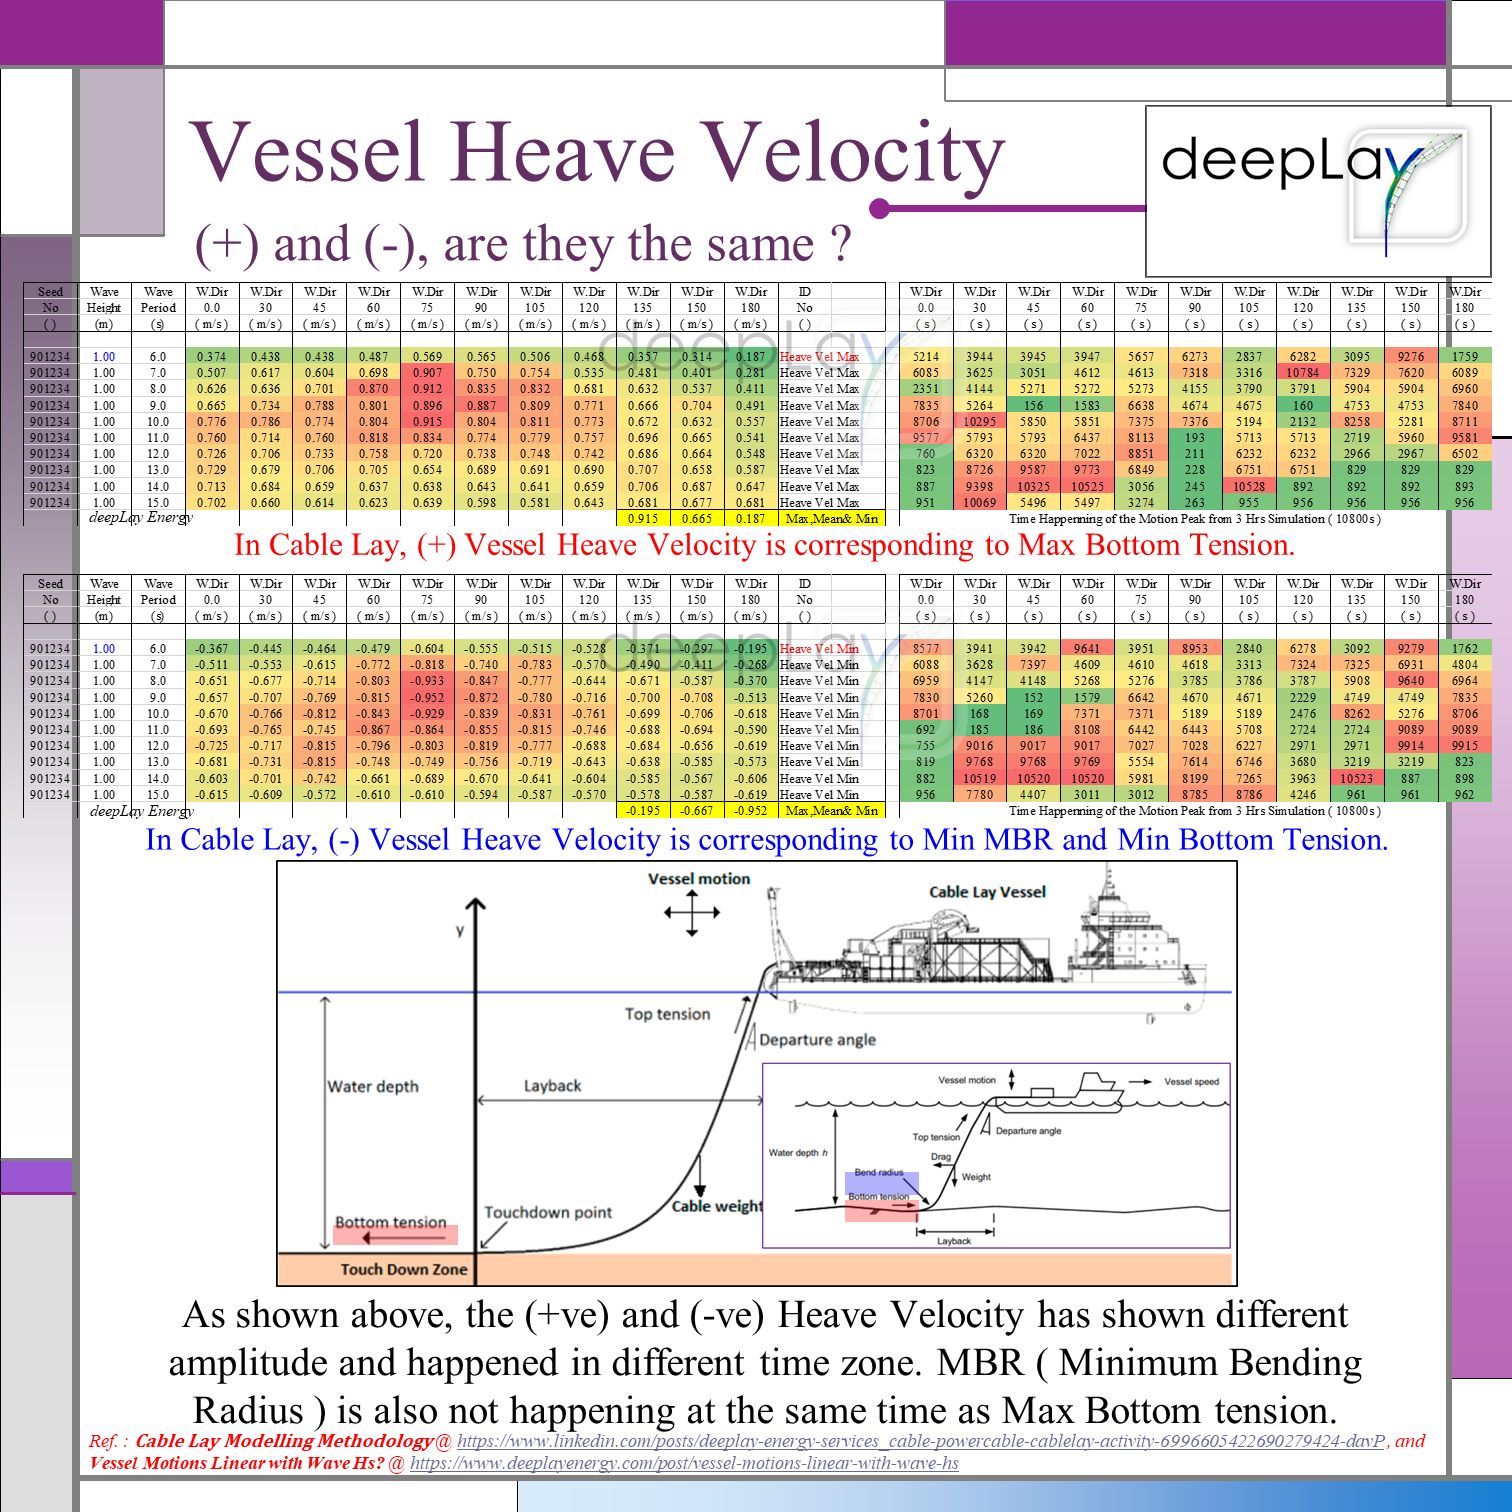 Vessel Heave Velocity
(+) and (-), are they the same ?
deepLay
Seed Wave Wave W.Dir W.Dir W.Dir W.Dir W.Dir W.Dir W.Dir W.Dir W.Dir W.Dir W.Dir ID W.Dir W.Dir W.Dir W.Dir W.Dir W.Dir W.Dir W.Dir W.Dir W.Dir W.Dir
No Height Period 0.0 30 45 60 75 90 105 120 135 150 180 No 0.0 30 45 60 75 90 105 120 135 150 180
( ) (m) (s) ( m/s ) ( m/s ) ( m/s ) ( m/s ) ( m/s ) ( m/s ) ( m/s ) ( m/s ) ( m/s ) ( m/s ) ( m/s ) ( ) ( s ) ( s ) ( s ) ( s ) ( s ) ( s ) ( s ) ( s ) ( s ) ( s ) ( s )
901234 1.00 6.0 0.374 0.438 0.438 0.487 0.569 0.565 0.506 0.468 0.357 0.314 0.187 Heave Vel Max 5214 3944 3945 3947 5657 6273 2837 6282 3095 9276 1759
901234 1.00 7.0 0.507 0.617 0.604 0.698 0.907 0.750 0.754 0.535 0.481 0.401 0.281 Heave Vel Max 6085 3625 3051 4612 4613 7318 3316 10784 7329 7620 6089
901234 1.00 8.0 0.626 0.636 0.701 0.870 0.912 0.835 0.832 0.681 0.632 0.537 0.411 Heave Vel Max 2351 4144 5271 5272 5273 4155 3790 3791 5904 5904 6960
901234 1.00 9.0 0.665 0.734 0.788 0.801 0.896 0.887 0.809 0.771 0.666 0.704 0.491 Heave Vel Max 7835 5264 156 1583 6638 4674 4675 160 4753 4753 7840
901234 1.00 10.0 0.776 0.786 0.774 0.804 0.915 0.804 0.811 0.773 0.672 0.632 0.557 Heave Vel Max 8706 10295 5850 5851 7375 7376 5194 2132 8258 5281 8711
901234 1.00 11.0 0.760 0.714 0.760 0.818 0.834 0.774 0.779 0.757 0.696 0.665 0.541 Heave Vel Max 9577 5793 5793 6437 8113 193 5713 5713 2719 5960 9581
901234 1.00 12.0 0.726 0.706 0.733 0.758 0.720 0.738 0.748 0.742 0.686 0.664 0.548 Heave Vel Max 760 6320 6320 7022 8851 211 6232 6232 2966 2967 6502
901234 1.00 13.0 0.729 0.679 0.706 0.705 0.654 0.689 0.691 0.690 0.707 0.658 0.587 Heave Vel Max 823 8726 9587 9773 6849 228 6751 6751 829 829 829
901234 1.00 14.0 0.713 0.684 0.659 0.637 0.638 0.643 0.641 0.659 0.706 0.687 0.647 Heave Vel Max 887 9398 10325 10525 3056 245 10528 892 892 892 893
901234 1.00 15.0 0.702 0.660 0.614 0.623 0.639 0.598 0.581 0.643 0.681 0.677 0.681 Heave Vel Max 951 10069 5496 5497 3274 263 955 956 956 956 956
deepLay Energy 0.915 0.665 0.187 Max,Mean& Min Time Happenning of the Motion Peak from 3 Hrs Simulation ( 10800s )
In Cable Lay, (+) Vessel Heave Velocity is corresponding to Max Bottom Tension.
Seed Wave Wave W.Dir W.Dir W.Dir W.Dir W.Dir W.Dir W.Dir W.Dir W.Dir W.Dir W.Dir ID W.Dir W.Dir W.Dir W.Dir W.Dir W.Dir W.Dir W.Dir W.Dir W.Dir W.Dir
No Height Period 0.0 30 45 60 75 90 105 120 135 150 180 No 0.0 30 45 60 75 90 105 120 135 150 180
( ) (m) (s) ( m/s ) ( m/s ) ( m/s ) ( m/s ) ( m/s ) ( m/s ) ( m/s ) ( m/s ) ( m/s ) ( m/s ) ( m/s ) ( ) ( s ) ( s ) ( s ) ( s ) ( s ) ( s ) ( s ) ( s ) ( s ) ( s ) ( s )
901234 1.00 6.0 -0.367 -0.445 -0.464 -0.479 -0.604 -0.555 -0.515 -0.528 -0.371 -0.297 -0.195 Heave Vel Min 8577 3941 3942 9641 3951 8953 2840 6278 3092 9279 1762
901234 1.00 7.0 -0.511 -0.553 -0.615 -0.772 -0.818 -0.740 -0.783 -0.570 -0.490 -0.411 -0.268 Heave Vel Min 6088 3628 7397 4609 4610 4618 3313 7324 7325 6931 4804
901234 1.00 8.0 -0.651 -0.677 -0.714 -0.803 -0.933 -0.847 -0.777 -0.644 -0.671 -0.587 -0.370 Heave Vel Min 6959 4147 4148 5268 5276 3785 3786 3787 5908 9640 6964
901234 1.00 9.0 -0.657 -0.707 -0.769 -0.815 -0.952 -0.872 -0.780 -0.716 -0.700 -0.708 -0.513 Heave Vel Min 7830 5260 152 1579 6642 4670 4671 2229 4749 4749 7835
901234 1.00 10.0 -0.670 -0.766 -0.812 -0.843 -0.929 -0.839 -0.831 -0.761 -0.699 -0.706 -0.618 Heave Vel Min 8701 168 169 7371 7371 5189 5189 2476 8262 5276 8706
901234 1.00 11.0 -0.693 -0.745 -0.745 -0.867 -0.864 -0.855 -0.815 -0.746 -0.688 -0.694 -0.590 Heave Vel Min 692 185 186 8108 6442 6443 5708 2724 2724 9089 9089
901234 1.00 12.0 -0.725 -0.717 -0.815 -0.796 -0.803 -0.819 -0.777 -0.688 -0.684 -0.656 -0.619 Heave Vel Min 755 9016 9017 9017 7027 7028 6227 2971 2971 9914 9915
901234 1.00 13.0 -0.681 -0.731 -0.815 -0.748 -0.749 -0.756 -0.719 -0.643 -0.638 -0.585 -0.573 Heave Vel Min 819 9768 9768 9769 5554 7614 6746 3680 3219 3219 823
901234 1.00 14.0 -0.603 -0.701 -0.742 -0.661 -0.689 -0.670 -0.641 -0.604 -0.585 -0.567 -0.606 Heave Vel Min 882 10519 10520 10520 5981 8199 7265 3963 10523 887 898
901234 1.00 15.0 -0.615 -0.609 -0.572 -0.610 -0.610 -0.594 -0.587 -0.570 -0.578 -0.587 -0.619 Heave Vel Min 956 7780 4407 3011 3012 8785 8786 4246 961 961 962
deepLay Energy -0.195 -0.667 -0.952 Max,Mean& Min Time Happenning of the Motion Peak from 3 Hrs Simulation ( 10800s )
In Cable Lay, (-) Vessel Heave Velocity is corresponding to Min MBR and Min Bottom Tension.
Vessel motion
Cable Lay Vessel
y
Top tension
Departure angle
Water depth
Layback
Cable weight
Touchdown point
Bottom tension
Touch Down Zone
Vessel motion
Vessel speed
Top tension
Departure angle
Water depth h
Drag
Weight
Bend radius
Bottom tension
Layback
As shown above, the (+ve) and (-ve) Heave Velocity has shown different
amplitude and happened in different time zone. MBR ( Minimum Bending
Radius ) is also not happening at the same time as Max Bottom tension.
Ref. : Cable Lay Modelling Methodology@ https://www.linkedin.com/posts/deeplay-energy-services_cable-powercable-cablelay-activity-6996605422690279424-davP , and
Vessel Motions Linear with Wave Hs? @ https://www.deeplayenergy.com/post/vessel-motions-linear-with-wave-hs